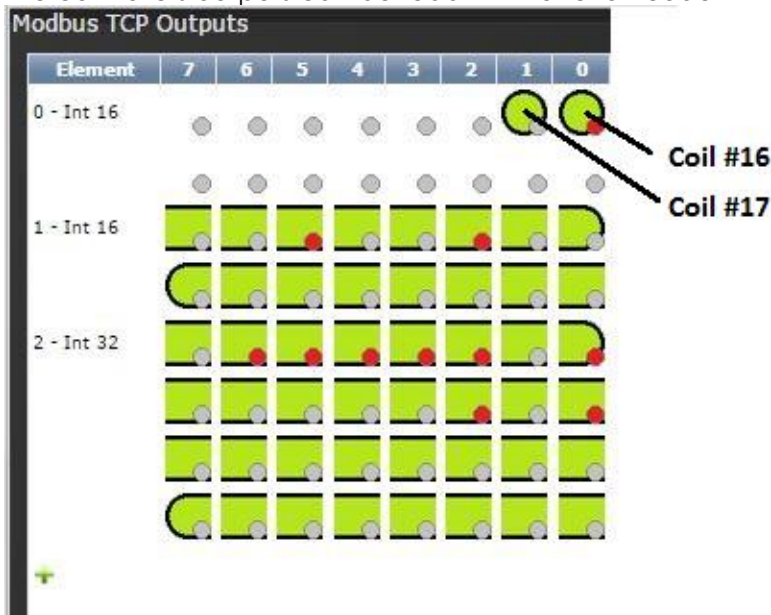 Modbus TCP Outputs
Element 7 6 5 4 3 2 1 0
0 - Int 16
Coil #16
Coil #17
1 - Int 16
2 - Int 32